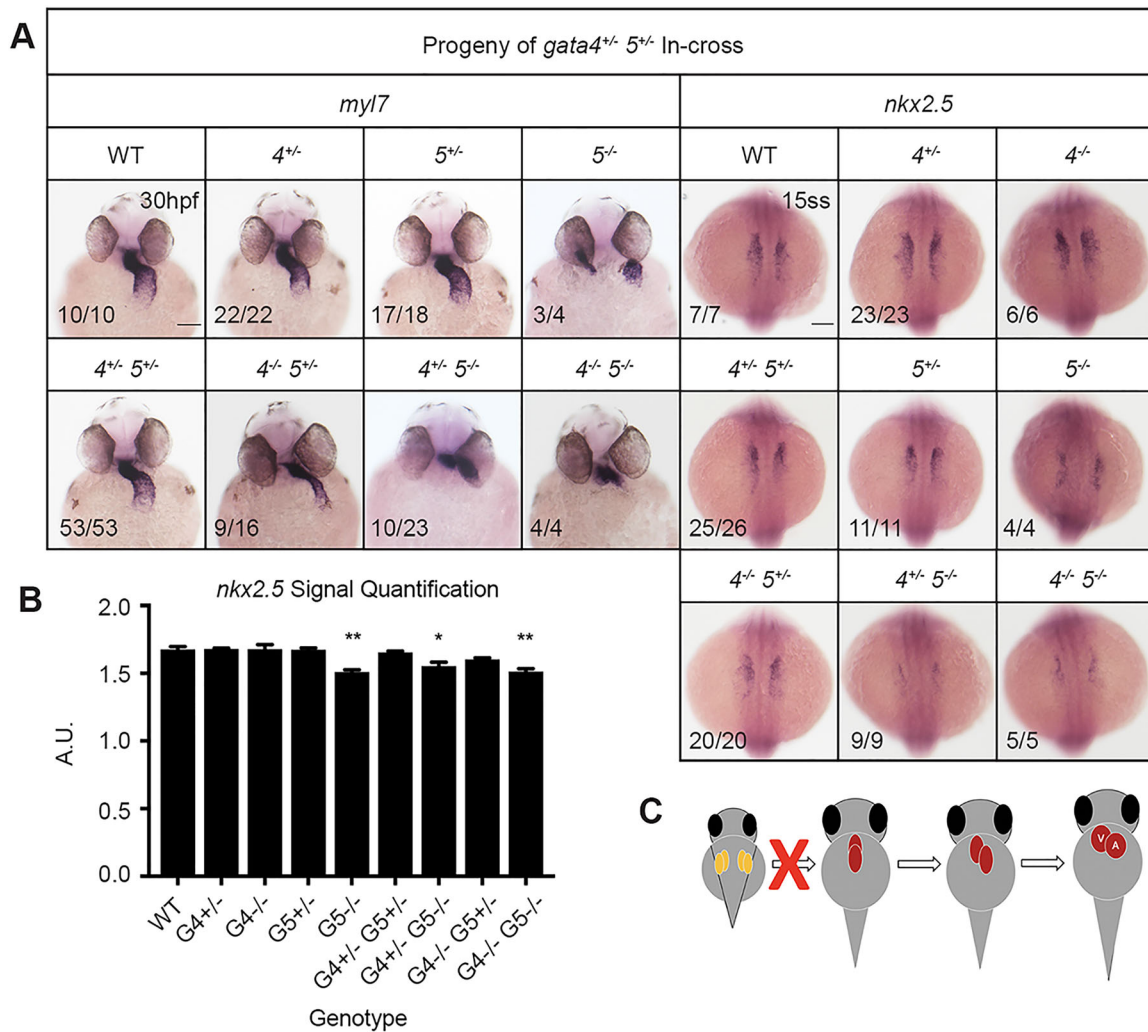 A
Progeny of gata4+/- 5+/- In-cross
myl7
nkx2.5
WT
4+/-
5+/-
5-/-
WT
4+/-
4-/-
30hpf
15ss
10/10
22/22
17/18
3/4
7/7
23/23
6/6
4+/- 5+/-
4-/- 5+/-
4+/- 5-/-
4-/- 5-/-
4+/- 5+/-
5+/-
5-/-
53/53
9/16
10/23
4/4
25/26
11/11
4/4
4-/- 5+/-
4+/- 5-/-
4-/- 5-/-
20/20
9/9
5/5
B
nkx2.5 Signal Quantification
A.U.
2.0
1.5
1.0
0.5
0.0
**
*
**
WT
G4+/-
G4-/-
G5+/-
G5-/-
G4+/- G5+/-
G4+/- G5-/-
G4-/- G5+/-
G4-/- G5-/-
Genotype
C
X
V
A